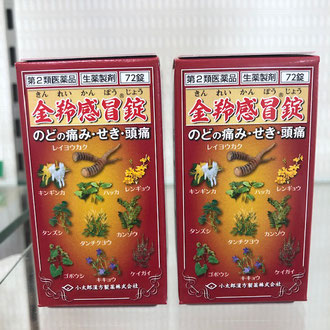 第2類医薬品 生薬製剤 72錠
きん れい かん ぼう じょう
金羚感冒錠
のどの痛み・せき・頭痛
レイヨウカク
キンギンカ ハッカ レンギョウ
タンズシ タンチクヨウ カンゾウ
ゴボウシ キキョウ ケイガイ
小太郎漢方製薬株式会社
第2類医薬品 生薬製剤 72錠
きん れい かん ぼう じょう
金羚感冒錠
のどの痛み・せき・頭痛
レイヨウカク
キンギンカ ハッカ レンギョウ
タンズシ タンチクヨウ カンゾウ
ゴボウシ キキョウ ケイガイ
小太郎漢方製薬株式会社